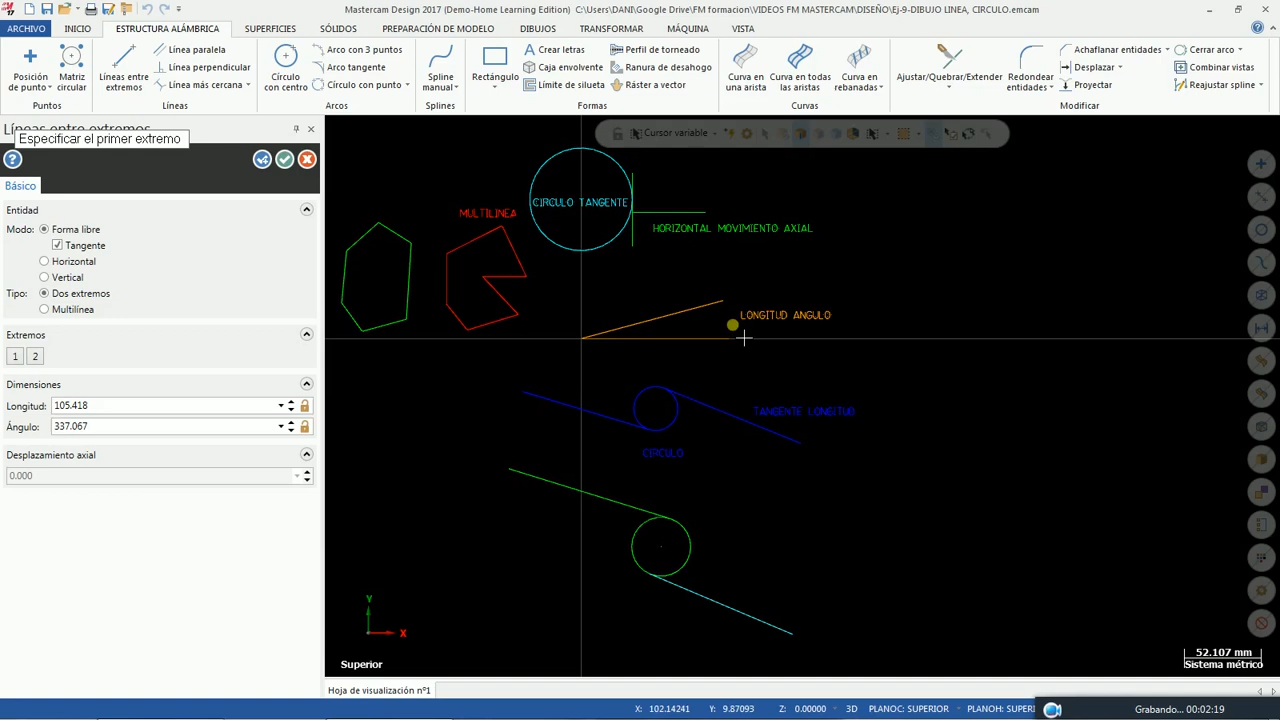 Mastercam Design 2017 (Demo-Home Learning Edition) C:\Users\DANI\Google Drive\FM formacion\VIDEOS FM MASTERCAM\DISEÑO\Ej-9-DIBUJO LINEA, CIRCULO.emcam
ARCHIVO INICIO ESTRUCTURA ALÁMBRICA SUPERFICIES SÓLIDOS PREPARACIÓN DE MODELO DIBUJOS TRANSFORMAR MÁQUINA VISTA
Posición de punto
Matriz circular
Puntos
Líneas entre extremos
Línea paralela
Línea perpendicular
Línea más cercana
Líneas
Círculo con centro
Arco con 3 puntos
Arco tangente
Círculo con punto
Arcos
Spline manual
Splines
Rectángulo
Crear letras
Caja envolvente
Límite de silueta
Perfil de torneado
Ranura de desahogo
Ráster a vector
Formas
Curva en una arista
Curva en todas las aristas
Curva en rebanadas
Curvas
Ajustar/Quebrar/Extender
Redondear entidades
Achaflanar entidades
Desplazar
Proyectar
Cerrar arco
Combinar vistas
Reajustar spline
Modificar
Líneas entre extremos
Especificar el primer extremo
Básico
Entidad
Modo: Forma libre
Tangente
Horizontal
Vertical
Tipo: Dos extremos
Multilínea
Extremos
1 2
Dimensiones
Longitud: 105.418
Ángulo: 337.067
Desplazamiento axial
0.000
Cursor variable
CIRCULO TANGENTE
MULTILINEA
HORIZONTAL MOVIMIENTO AXIAL
LONGITUD ANGULO
TANGENTE LONGITUD
CIRCULO
Y
X
Superior
52.107 mm
Sistema métrico
Hoja de visualización nº1
X: 102.14241 Y: 9.87093 Z: 0.00000 3D PLANOC: SUPERIOR PLANOH: SUPERI
Grabando... 00:02:19